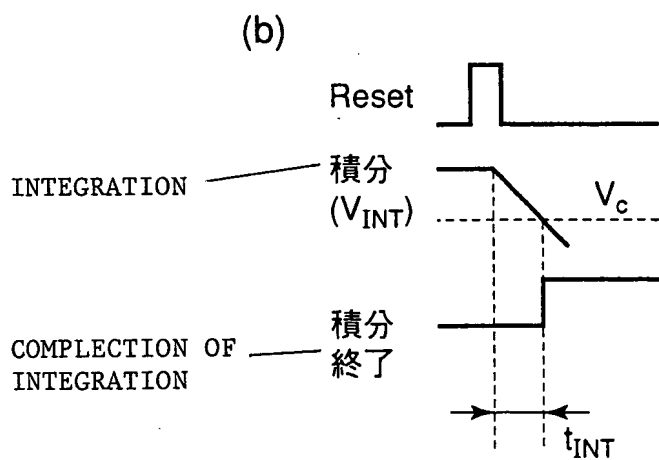 (b)
Reset
INTEGRATION
積分
(V_INT)
V_c
COMPLECTION OF
INTEGRATION
積分
終了
t_INT